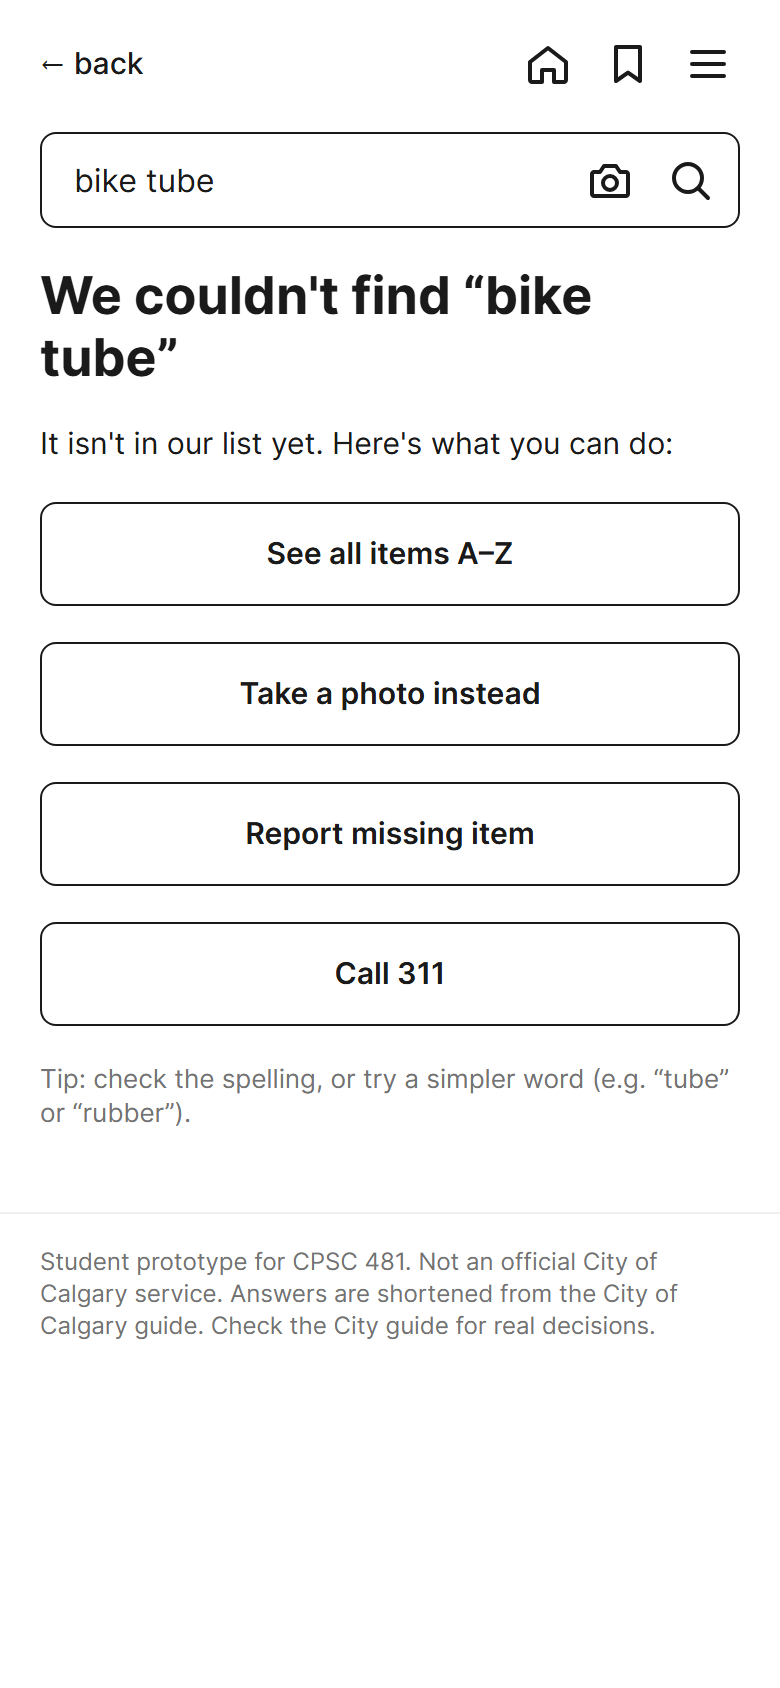 ← back
bike tube
We couldn't find “bike
tube”
It isn't in our list yet. Here's what you can do:
See all items A–Z
Take a photo instead
Report missing item
Call 311
Tip: check the spelling, or try a simpler word (e.g. “tube”
or “rubber”).
Student prototype for CPSC 481. Not an official City of
Calgary service. Answers are shortened from the City of
Calgary guide. Check the City guide for real decisions.